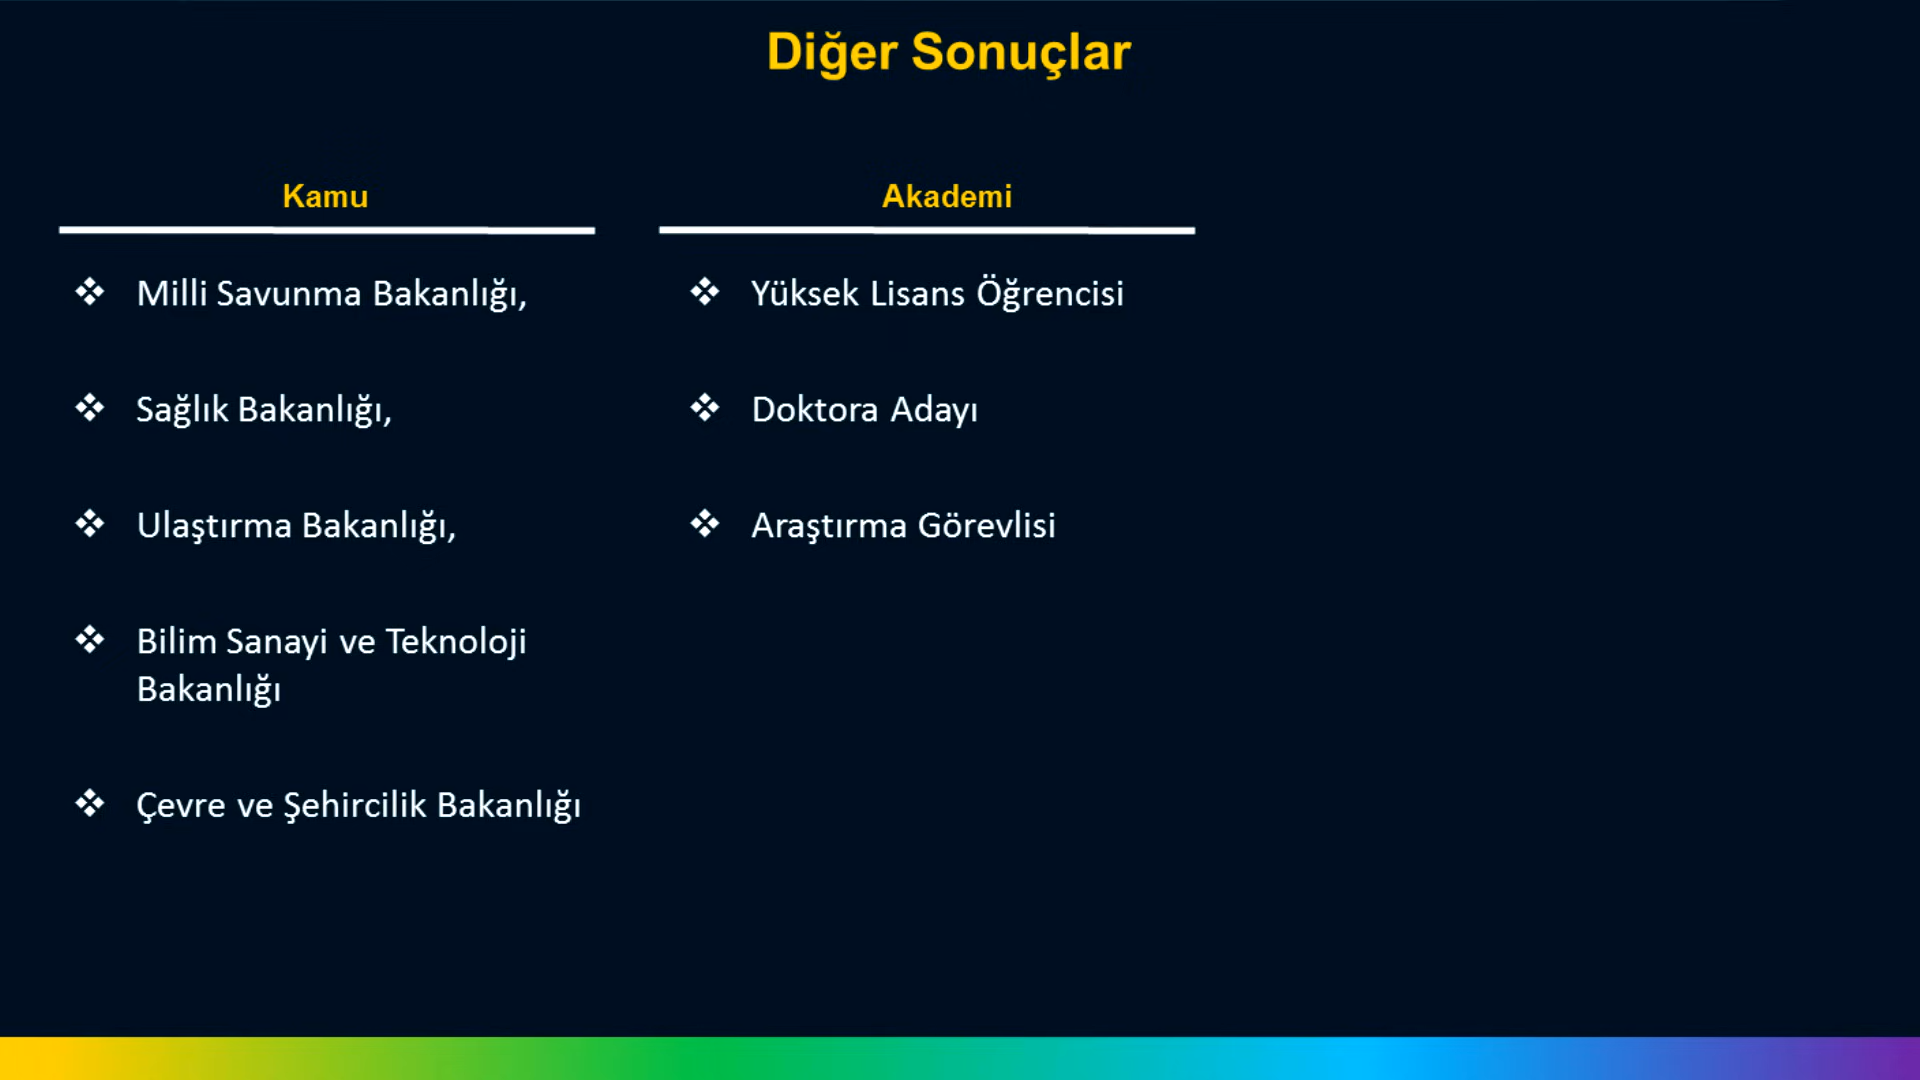 Diğer Sonuçlar
Kamu
Milli Savunma Bakanlığı,
Sağlık Bakanlığı,
Ulaştırma Bakanlığı,
Bilim Sanayi ve Teknoloji
Bakanlığı
Çevre ve Şehircilik Bakanlığı
Akademi
Yüksek Lisans Öğrencisi
Doktora Adayı
Araştırma Görevlisi